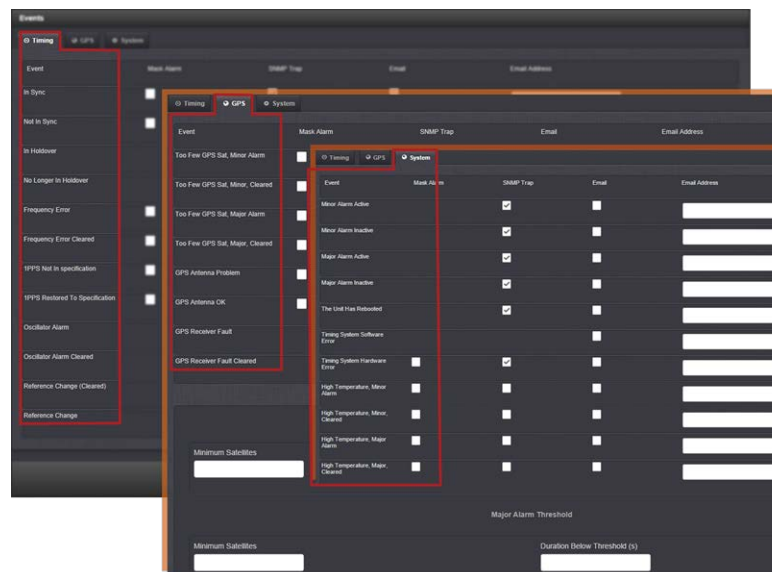 Events
Timing GPS System
Event Mask Alarm SNMP Trap Email Email Address
In Sync
Not In Sync
In Holdover
No Longer In Holdover
Frequency Error
Frequency Error Cleared
1PPS Not In specification
1PPS Restored To Specification
Oscillator Alarm
Oscillator Alarm Cleared
Reference Change (Cleared)
Reference Change
Timing GPS System
Event Mask Alarm SNMP Trap Email Email Address
Too Few GPS Sat, Minor Alarm
Too Few GPS Sat, Minor, Cleared
Too Few GPS Sat, Major Alarm
Too Few GPS Sat, Major, Cleared
GPS Antenna Problem
GPS Antenna OK
GPS Receiver Fault
GPS Receiver Fault Cleared
Minimum Satellites
Major Alarm Threshold
Minimum Satellites Duration Below Threshold (s)
Timing GPS System
Event Mask Alarm SNMP Trap Email Email Address
Minor Alarm Active
Minor Alarm Inactive
Major Alarm Active
Major Alarm Inactive
The Unit Has Rebooted
Timing System Software
Error
Timing System Hardware
Error
High Temperature, Minor
Alarm
High Temperature, Minor,
Cleared
High Temperature, Major
Alarm
High Temperature, Major,
Cleared